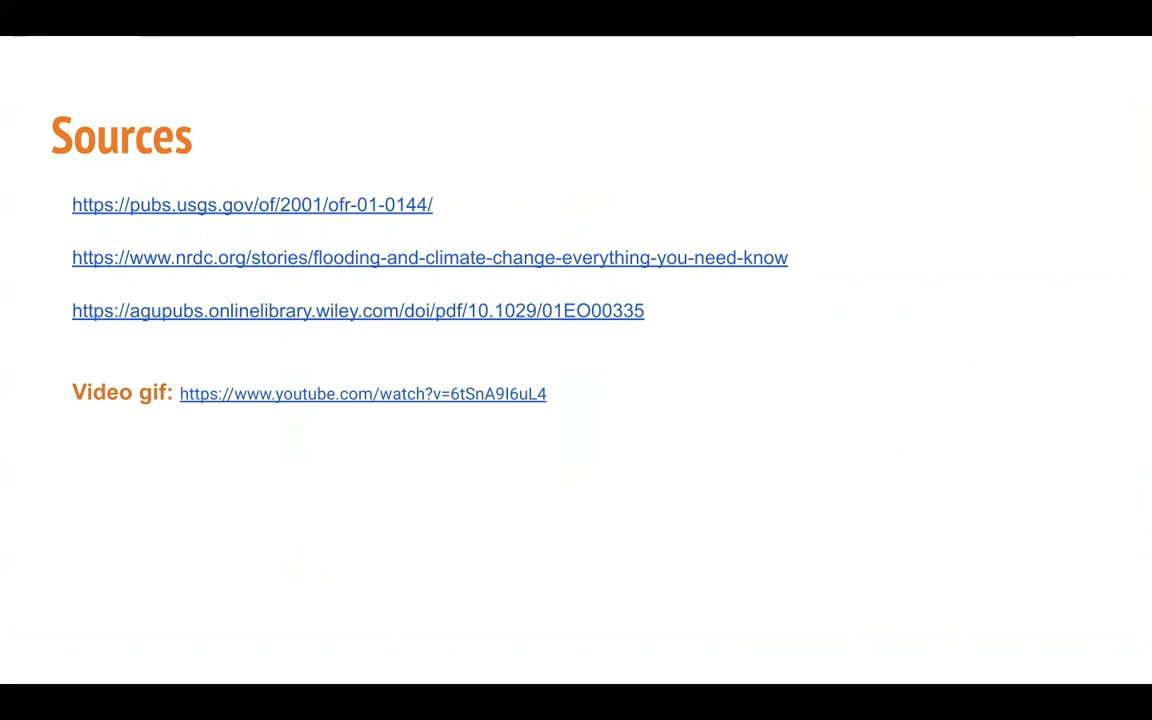 Sources
https://pubs.usgs.gov/of/2001/ofr-01-0144/
https://www.nrdc.org/stories/flooding-and-climate-change-everything-you-need-know
https://agupubs.onlinelibrary.wiley.com/doi/pdf/10.1029/01EO00335
Video gif: https://www.youtube.com/watch?v=6tSnA9I6uL4